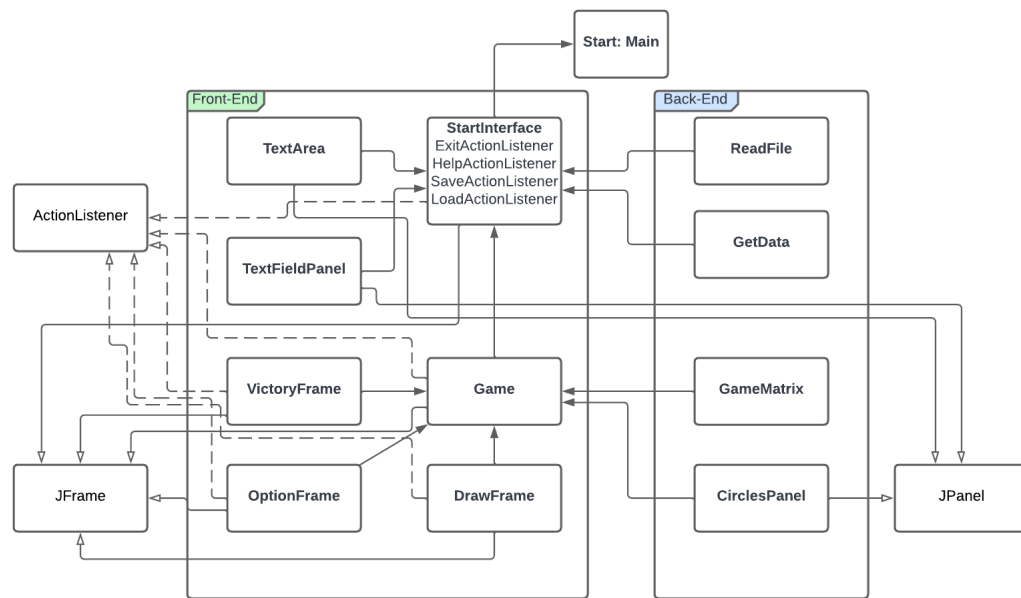 Start: Main
Front-End
Back-End
TextArea
StartInterface
ExitActionListener
HelpActionListener
SaveActionListener
LoadActionListener
ReadFile
ActionListener
GetData
TextFieldPanel
VictoryFrame
Game
GameMatrix
JFrame
OptionFrame
DrawFrame
CirclesPanel
JPanel